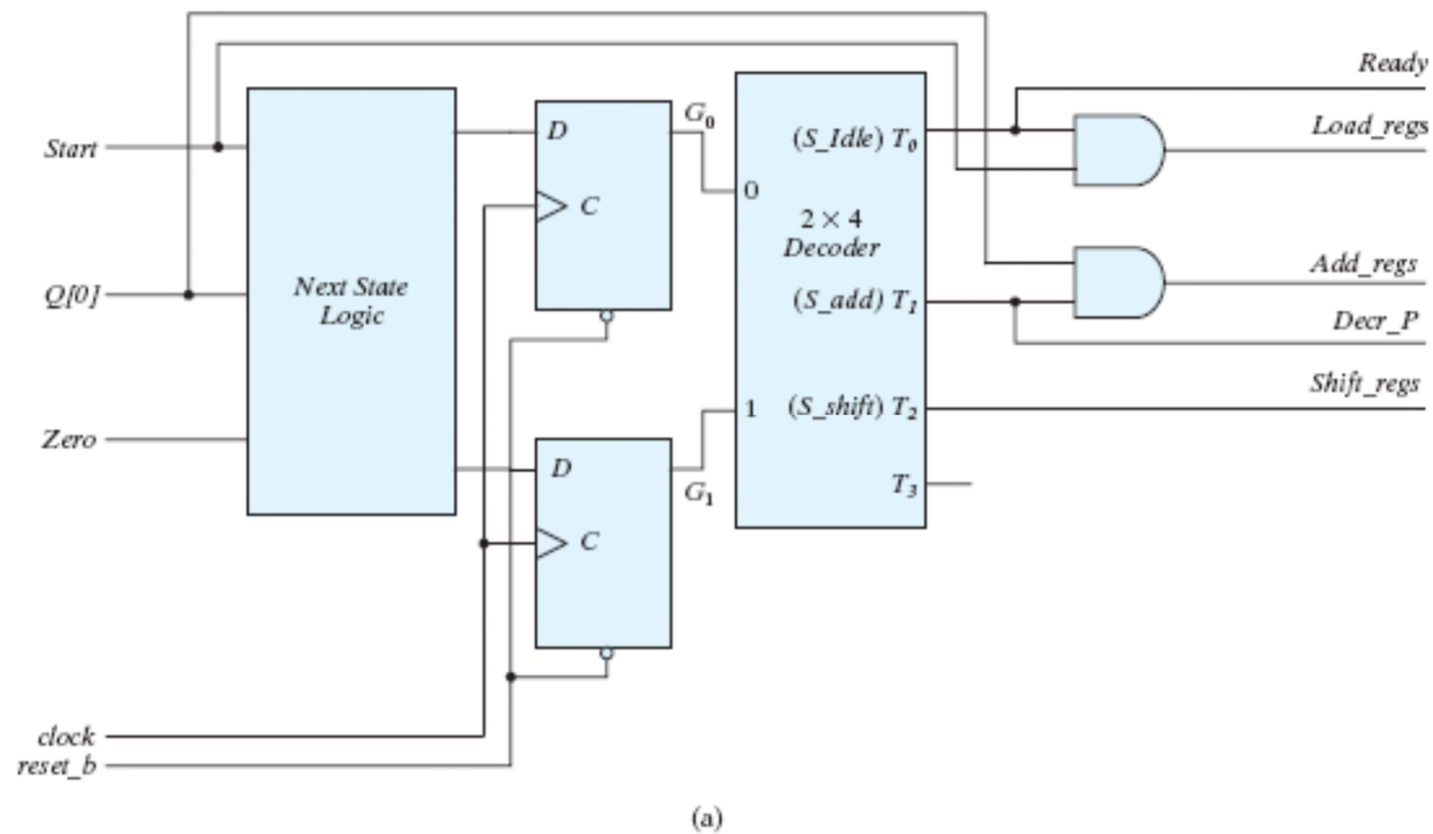 Ready
Load_regs
Start
D
G0
(S_Idle) T0
0
C
2 × 4
Decoder
Q[0]
Next State
Logic
(S_add) T1
Add_regs
Decr_P
Shift_regs
1
(S_shift) T2
Zero
D
G1
T3
C
clock
reset_b
(a)